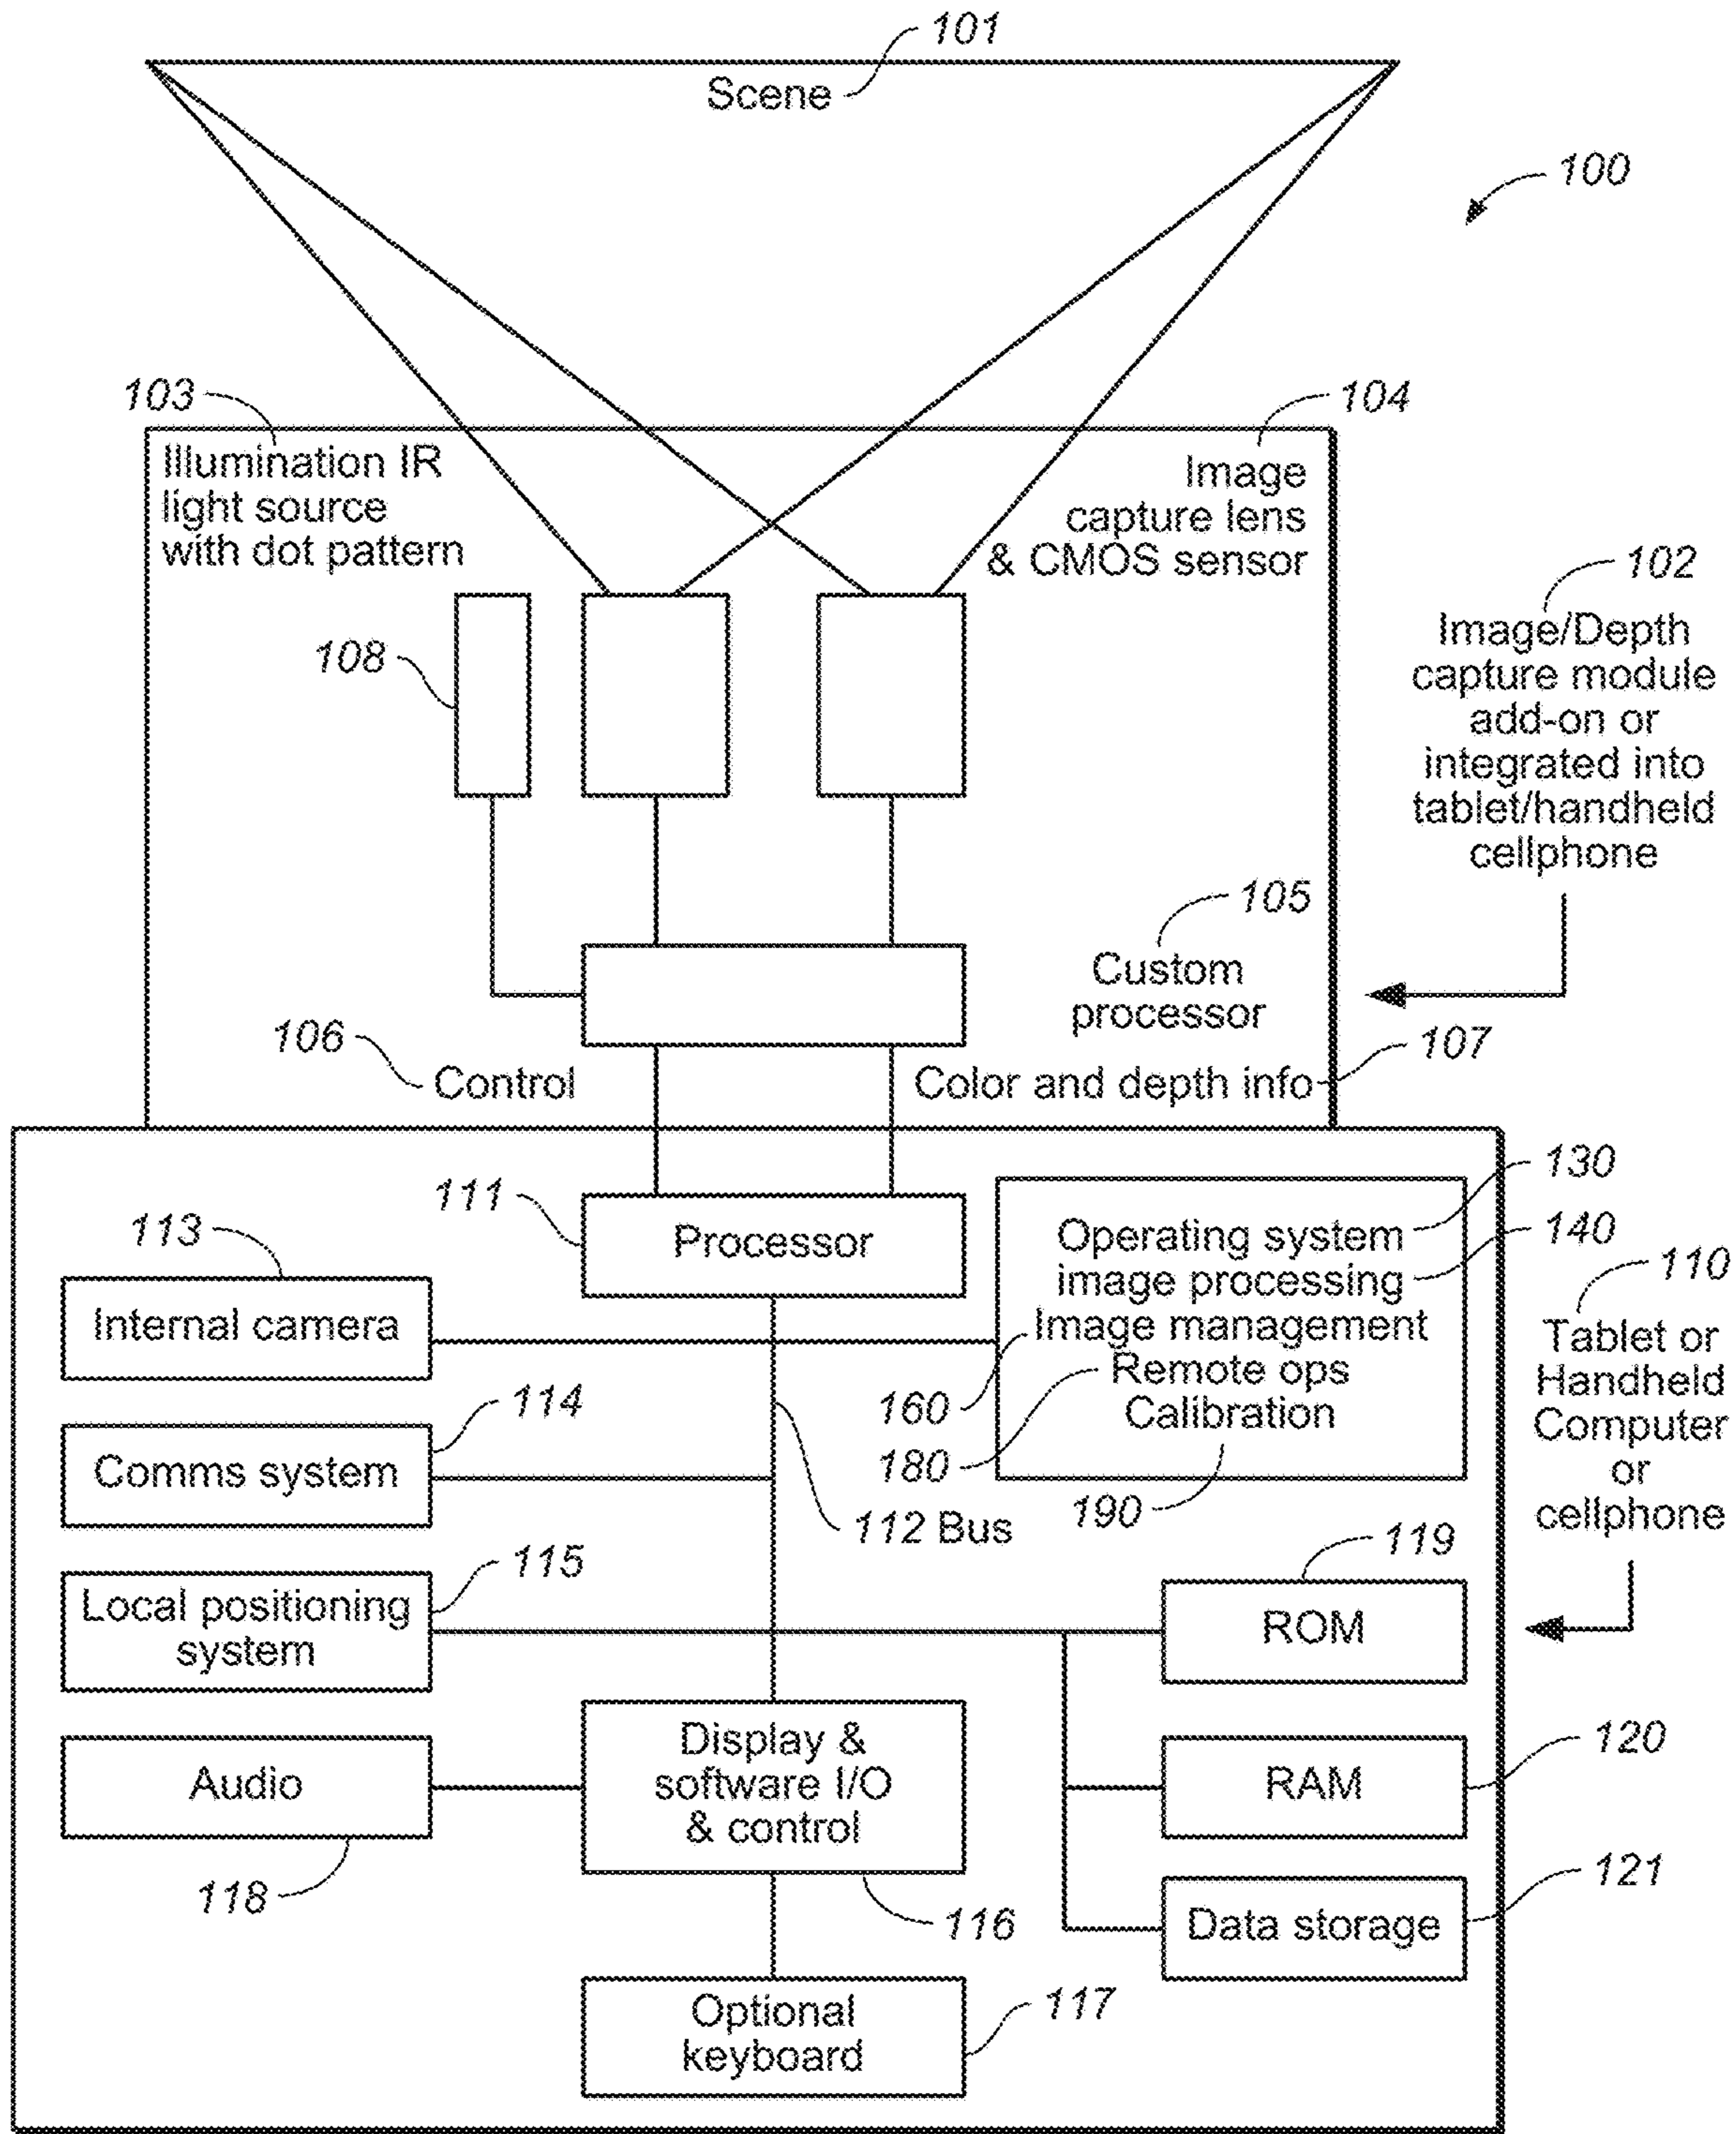 101
Scene
100
103
Illumination IR
light source
with dot pattern
104
Image
capture lens
& CMOS sensor
102
Image/Depth
capture module
add-on or
integrated into
tablet/handheld
cellphone
108
105
Custom
processor
106
Control
107
Color and depth info
111
Processor
130
140
Operating system
image processing
Image management
Remote ops
Calibration
160
180
190
110
Tablet or
Handheld
Computer
or
cellphone
113
Internal camera
114
Comms system
112 Bus
115
Local positioning
system
119
ROM
Audio
118
Display &
software I/O
& control
116
120
RAM
121
Data storage
Optional
keyboard
117